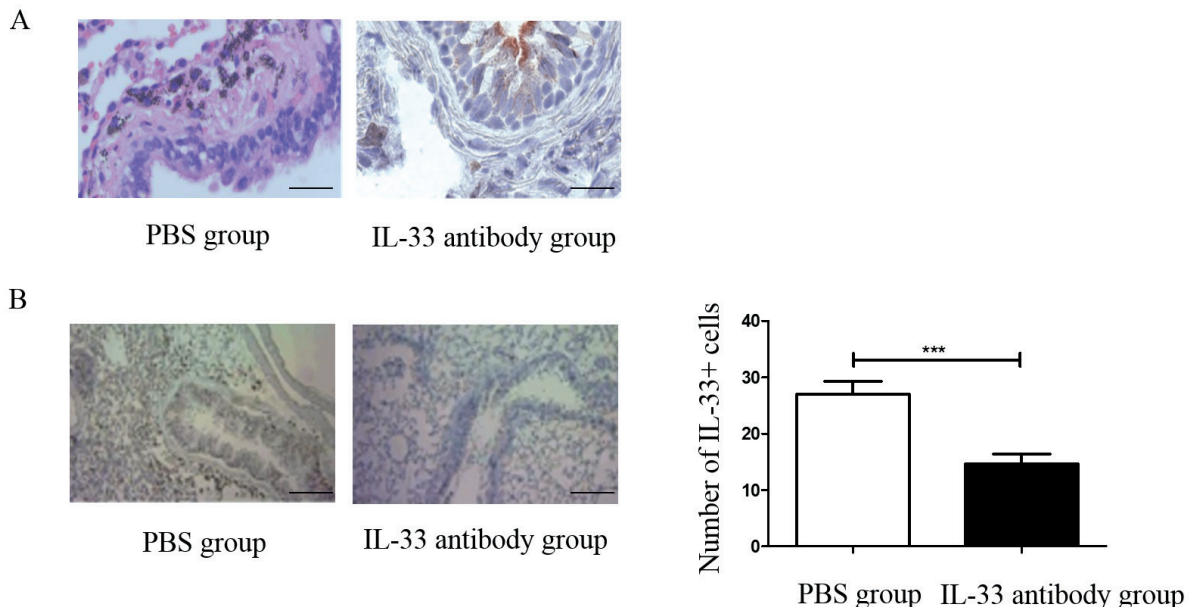 A
PBS group
IL-33 antibody group
B
PBS group
IL-33 antibody group
Number of IL-33+ cells
40
30
20
10
0
***
PBS group
IL-33 antibody group